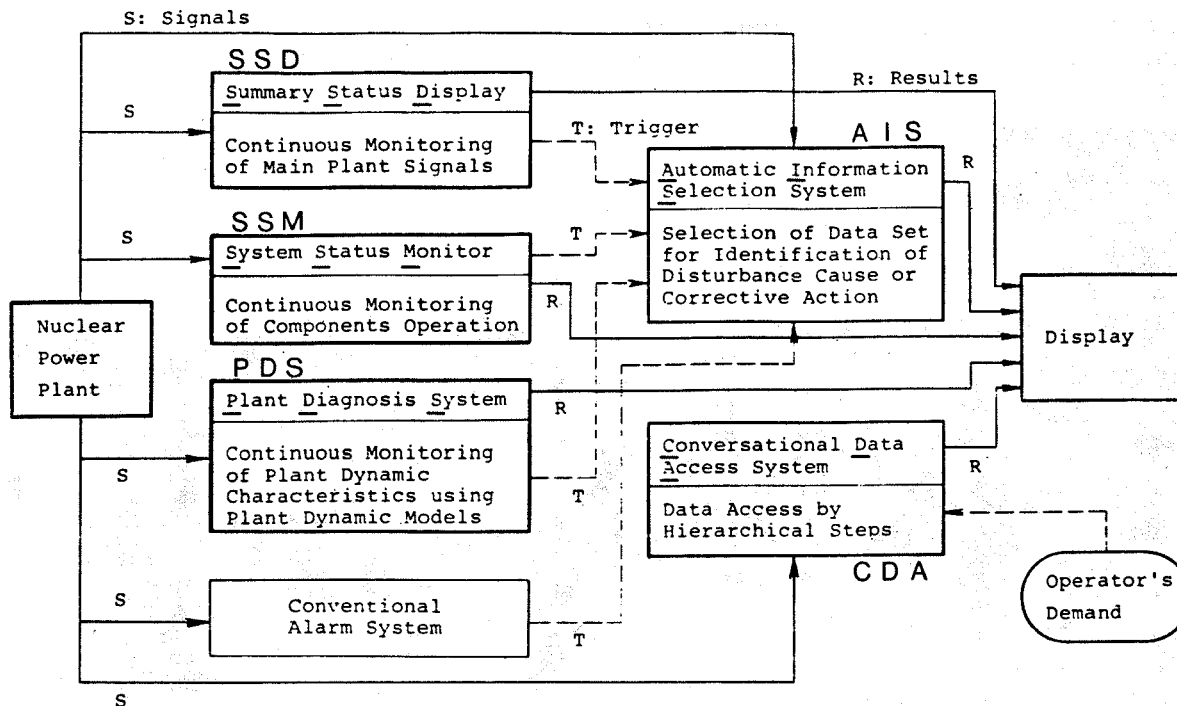 S: Signals
SSD
Summary Status Display
Continuous Monitoring
of Main Plant Signals
S
R: Results
T: Trigger
AIS
Automatic Information
Selection System
R
Selection of Data Set
for Identification of
Disturbance Cause or
Corrective Action
SSM
S
System Status Monitor
T
Continuous Monitoring
of Components Operation
R
Nuclear
Power
Plant
Display
PDS
Plant Diagnosis System
R
Continuous Monitoring
of Plant Dynamic
Characteristics using
Plant Dynamic Models
S
T
Conversational Data
Access System
R
Data Access by
Hierarchical Steps
CDA
Operator's
Demand
S
Conventional
Alarm System
T
S